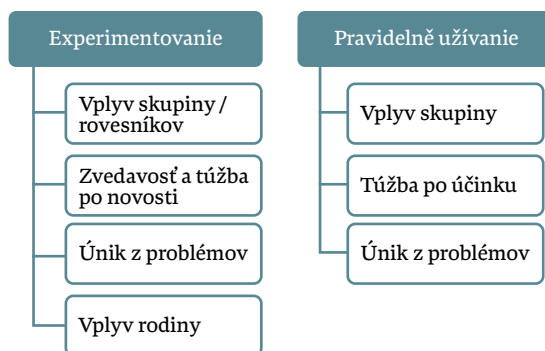 Experimentovanie
Vplyv skupiny /
rovesníkov
Zvedavosť a túžba
po novosti
Únik z problémov
Vplyv rodiny
Pravidelně užívanie
Vplyv skupiny
Túžba po účinku
Únik z problémov